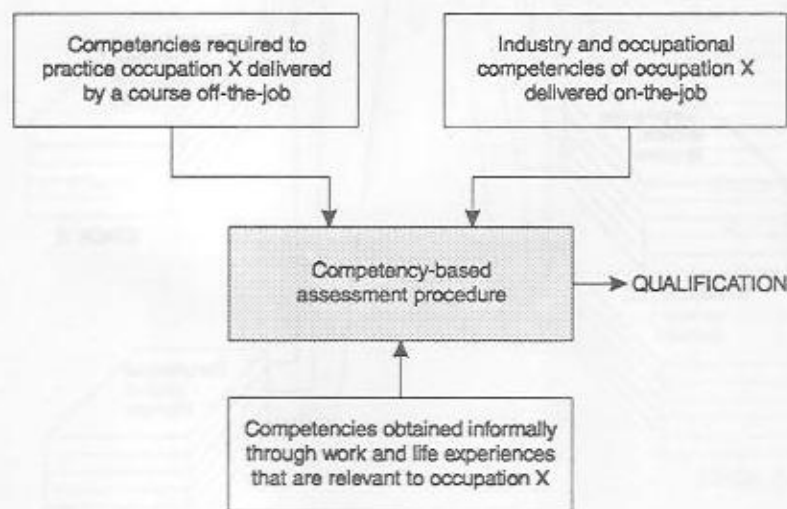 Competencies required to
practice occupation X delivered
by a course off-the-job
Industry and occupational
competencies of occupation X
delivered on-the-job
Competency-based
assessment procedure
QUALIFICATION
Competencies obtained informally
through work and life experiences
that are relevant to occupation X